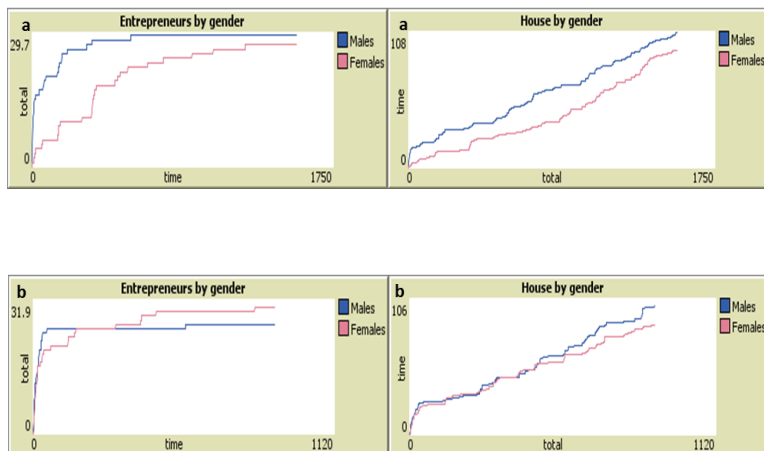 a
Entrepreneurs by gender
29.7
total
0
0
time
1750
Males
Females
a
House by gender
108
time
0
0
total
1750
Males
Females
b
Entrepreneurs by gender
31.9
total
0
0
time
1120
Males
Females
b
House by gender
106
time
0
0
total
1120
Males
Females